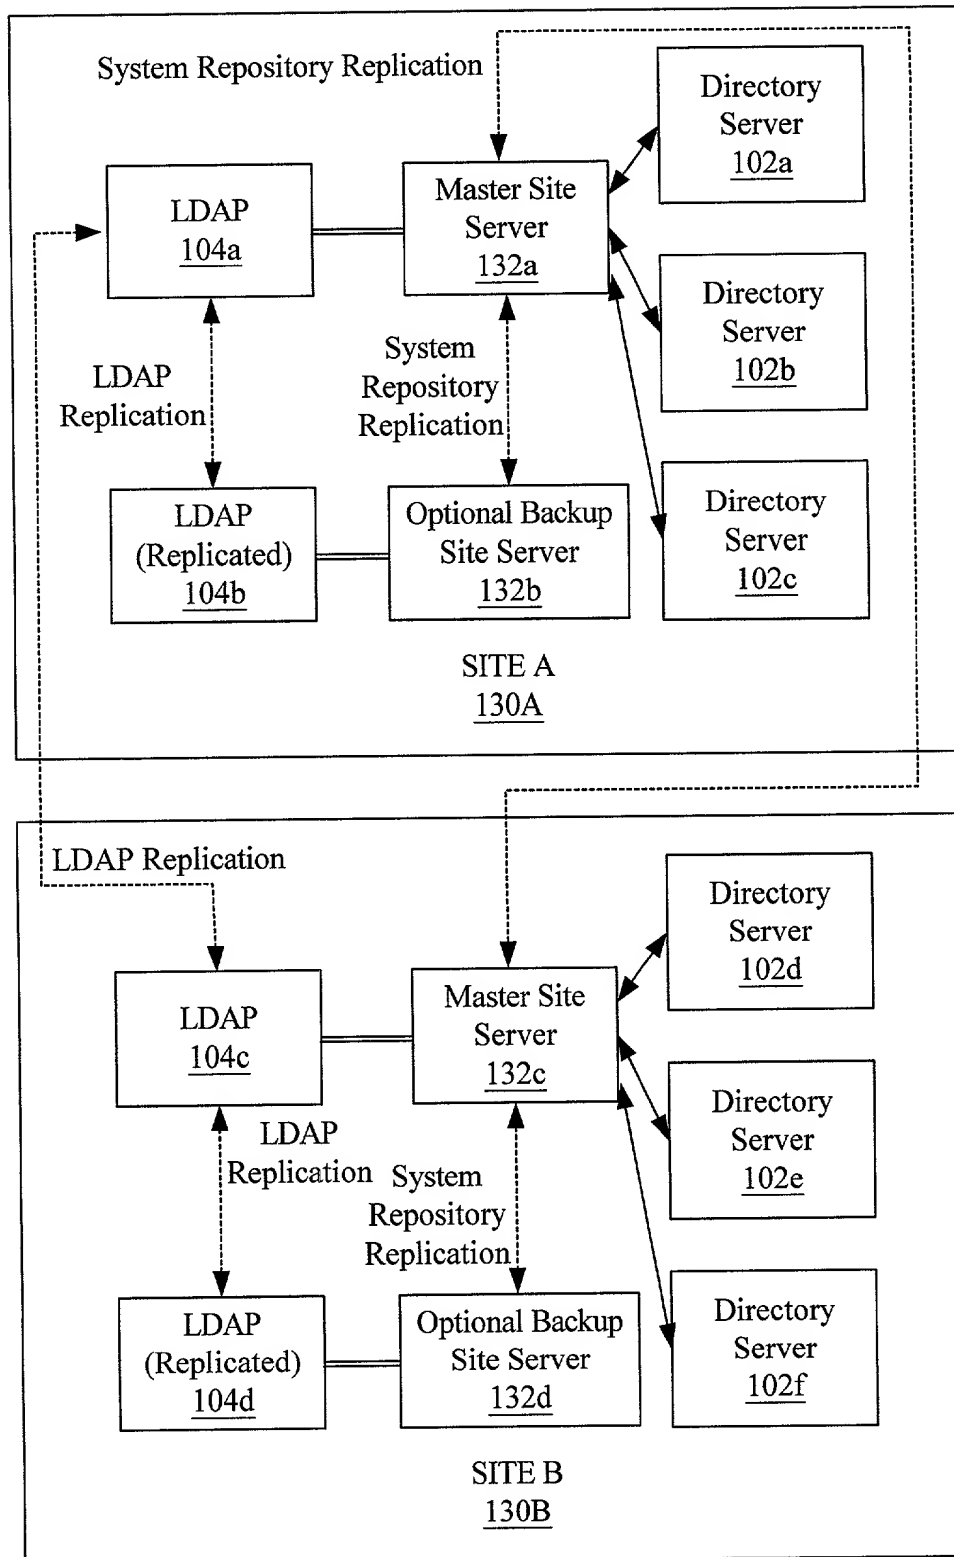 System Repository Replication
Directory
Server
102a
LDAP
104a
Master Site
Server
132a
Directory
Server
102b
LDAP
Replication
System
Repository
Replication
LDAP
(Replicated)
104b
Optional Backup
Site Server
132b
Directory
Server
102c
SITE A
130A
LDAP Replication
Directory
Server
102d
LDAP
104c
Master Site
Server
132c
Directory
Server
102e
LDAP
Replication
System
Repository
Replication
LDAP
(Replicated)
104d
Optional Backup
Site Server
132d
Directory
Server
102f
SITE B
130B